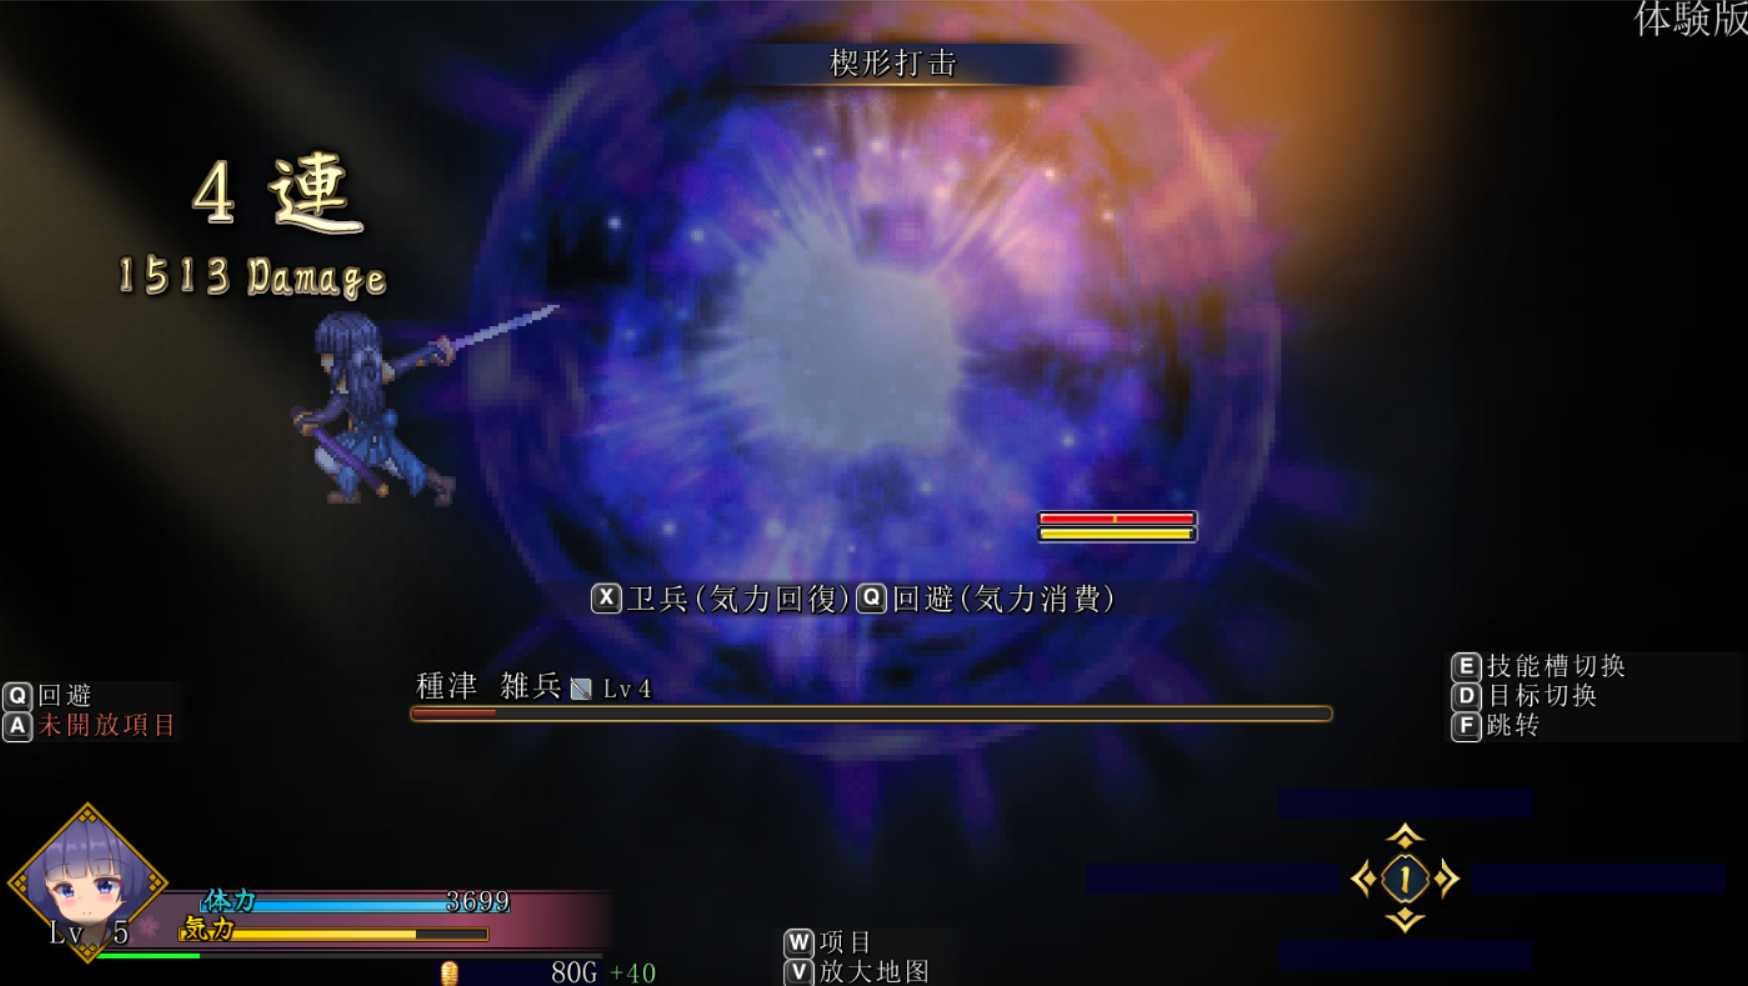 体験版
楔形打击
4 連
1513 Damage
X 卫兵(気力回復) Q 回避(気力消費)
種津 雑兵 Lv 4
Q 回避
A 未開放項目
E 技能槽切换
D 目标切换
F 跳转
体力 3699
気力
Lv 5
80G +40
W 项目
V 放大地图
1